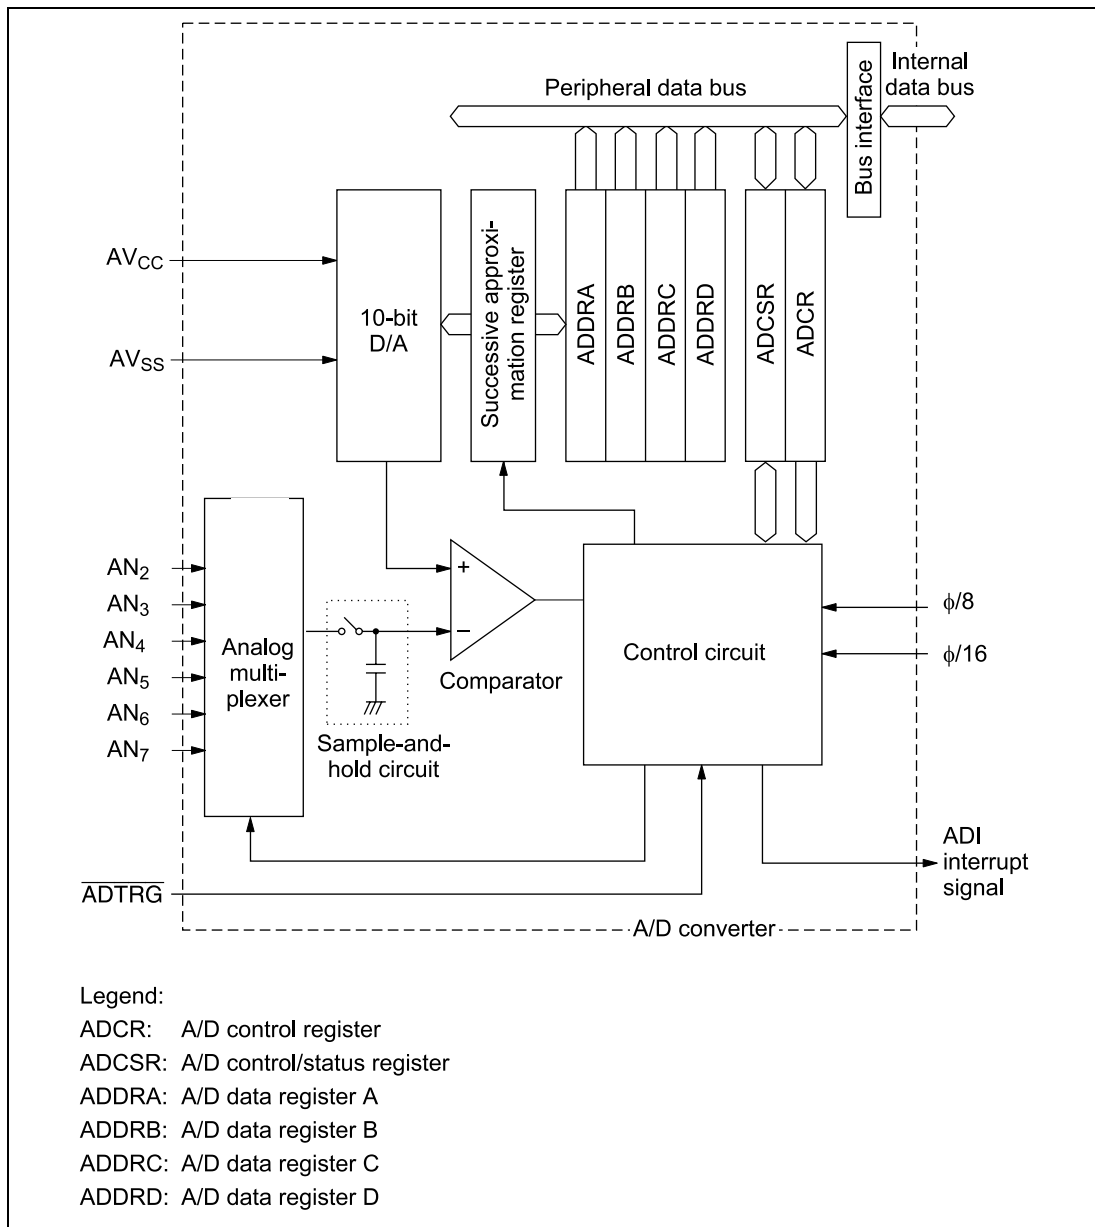 Internal
data bus
Peripheral data bus
Bus interface
AVCC
AVSS
10-bit
D/A
Successive approxi-
mation register
ADDRA
ADDRB
ADDRC
ADDRD
ADCSR
ADCR
AN2
AN3
AN4
AN5
AN6
AN7
Analog
multi-
plexer
+
−
Comparator
Sample-and-
hold circuit
Control circuit
ϕ/8
ϕ/16
ADI
interrupt
signal
ADTRG
A/D converter
Legend:
ADCR: A/D control register
ADCSR: A/D control/status register
ADDRA: A/D data register A
ADDRB: A/D data register B
ADDRC: A/D data register C
ADDRD: A/D data register D